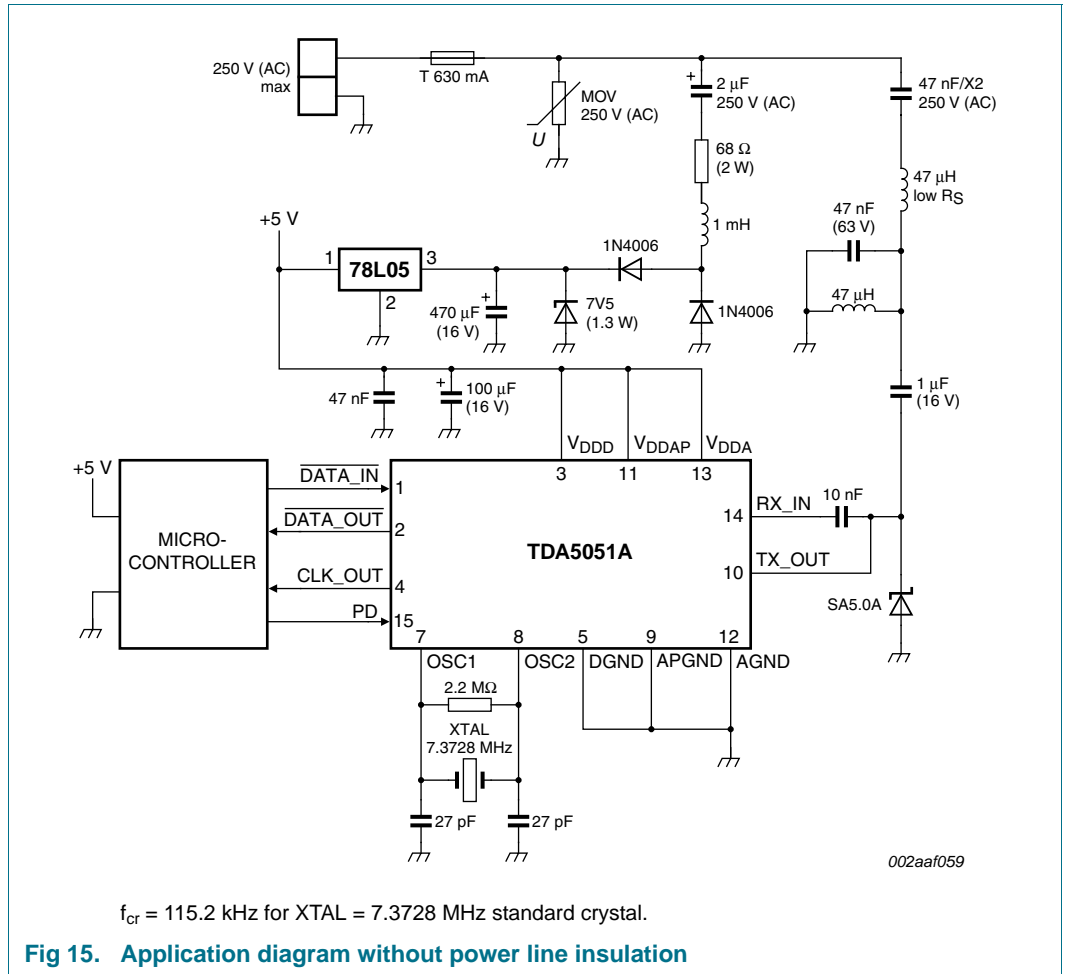 250 V (AC)
max
T 630 mA
MOV
250 V (AC)
U
+
2 μF
250 V (AC)
47 nF/X2
250 V (AC)
68 Ω
(2 W)
47 μH
low RS
1 mH
47 nF
(63 V)
47 μH
+5 V
1
78L05
3
2
1N4006
1N4006
+
470 μF
(16 V)
7V5
(1.3 W)
47 nF
+
100 μF
(16 V)
1 μF
(16 V)
VDDD
VDDAP
VDDA
3
11
13
+5 V
MICRO-
CONTROLLER
DATA_IN
1
DATA_OUT
2
CLK_OUT
4
PD
15
TDA5051A
14
RX_IN
10 nF
10
TX_OUT
SA5.0A
7
8
5
9
12
OSC1
OSC2
DGND
APGND
AGND
2.2 MΩ
XTAL
7.3728 MHz
27 pF
27 pF
002aaf059
fcr = 115.2 kHz for XTAL = 7.3728 MHz standard crystal.
Fig 15. Application diagram without power line insulation